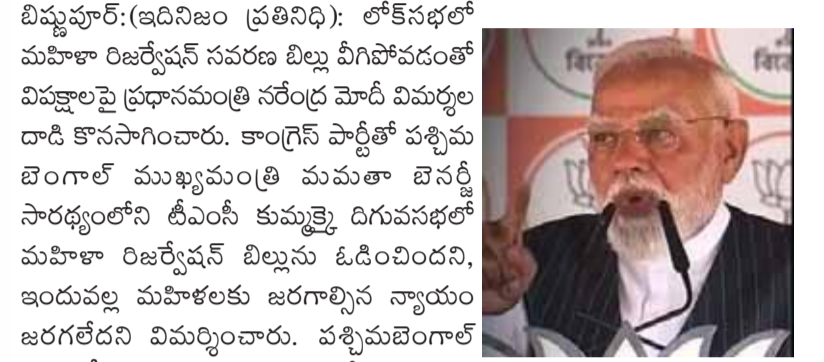 బిష్ణుపూర్:(ఇదినిజం ప్రతినిధి): లోక్‌సభలో
మహిళా రిజర్వేషన్ సవరణ బిల్లు వీగిపోవడంతో
విపక్షాలపై ప్రధానమంత్రి నరేంద్ర మోదీ విమర్శల
దాడి కొనసాగించారు. కాంగ్రెస్ పార్టీతో పశ్చిమ
బెంగాల్ ముఖ్యమంత్రి మమతా బెనర్జీ
సారథ్యంలోని టీఎంసీ కుమ్మక్కై దిగువసభలో
మహిళా రిజర్వేషన్ బిల్లును ఓడించిందని,
ఇందువల్ల మహిళలకు జరగాల్సిన న్యాయం
జరగలేదని విమర్శించారు. పశ్చిమబెంగాల్